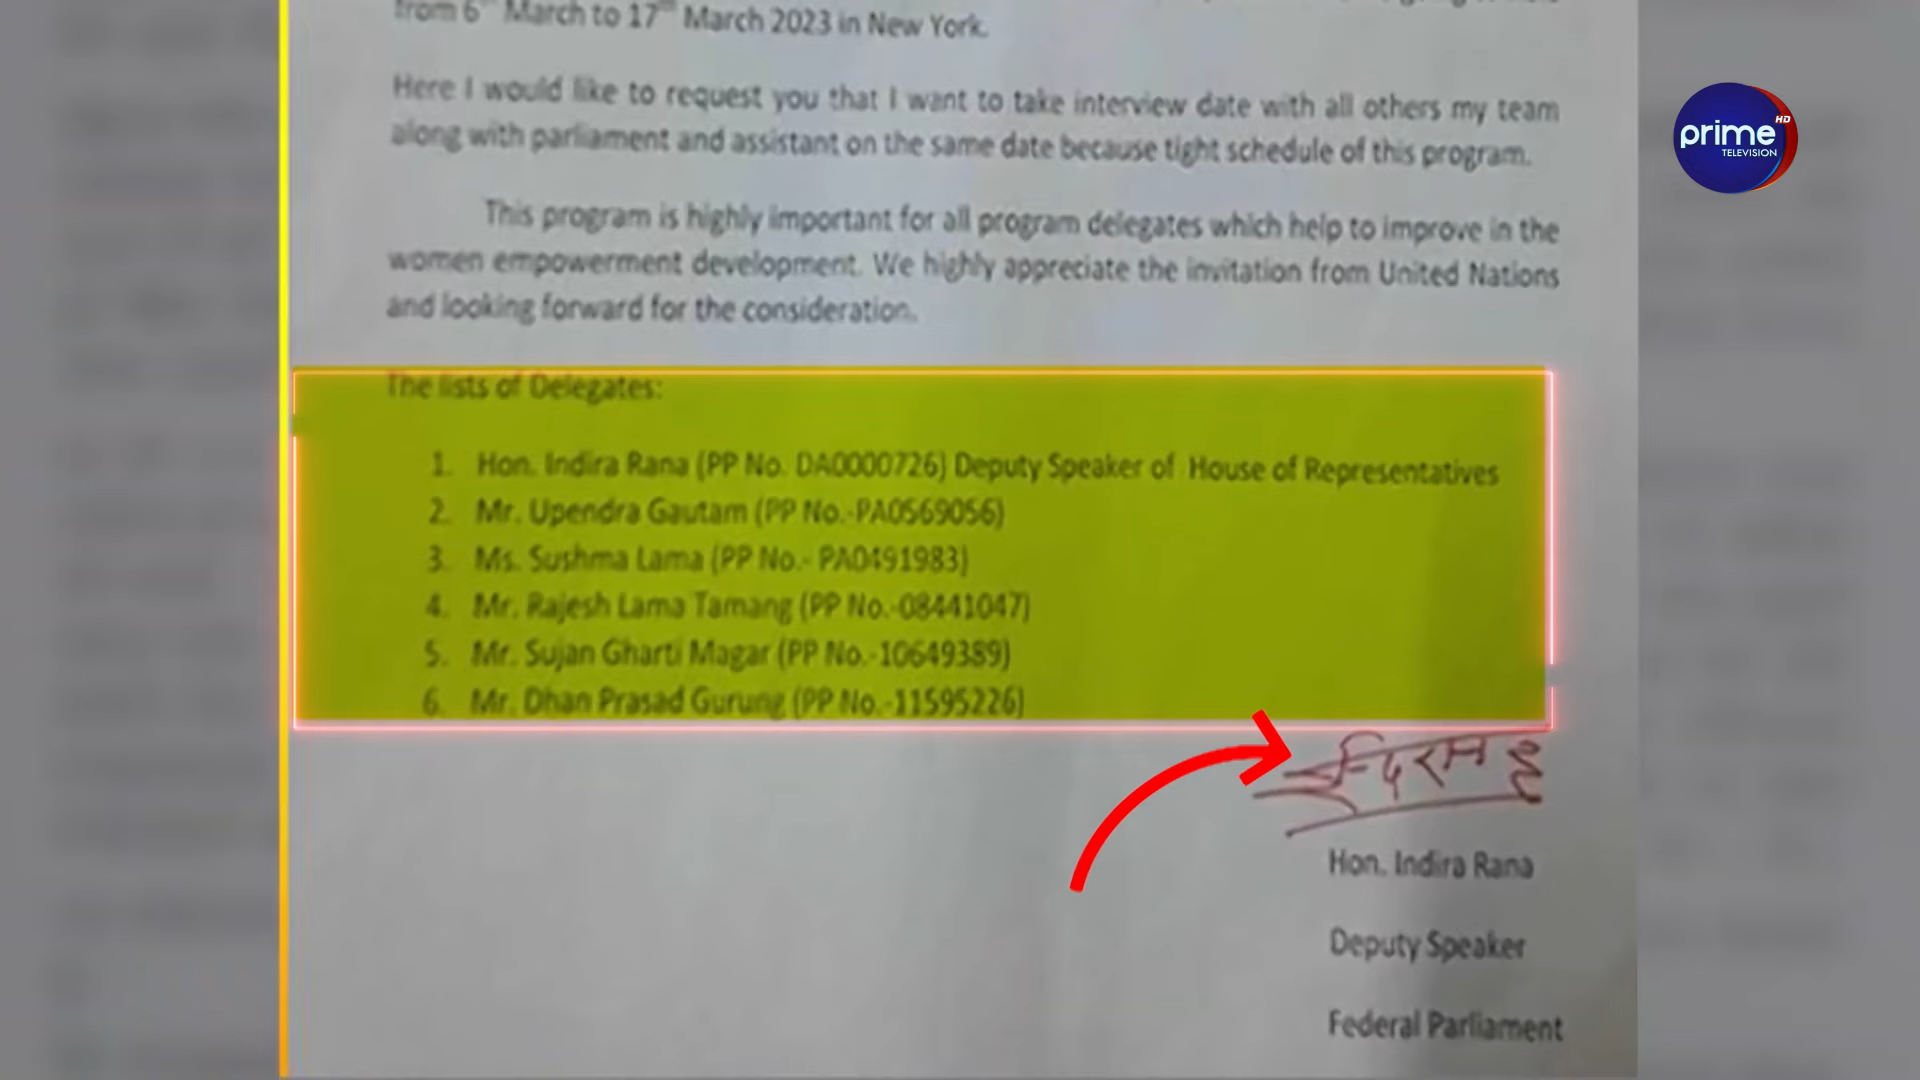 from 6th March to 17th March 2023 in New York.
Here I would like to request you that I want to take interview date with all others my team
along with parliament and assistant on the same date because tight schedule of this program.
This program is highly important for all program delegates which help to improve in the
women empowerment development. We highly appreciate the invitation from United Nations
and looking forward for the consideration.
The lists of Delegates:
1. Hon. Indira Rana (PP No. DA0000726) Deputy Speaker of House of Representatives
2. Mr. Upendra Gautam (PP No.-PA0569056)
3. Ms. Sushma Lama (PP No.- PA0491983)
4. Mr. Rajesh Lama Tamang (PP No.-08441047)
5. Mr. Sujan Gharti Magar (PP No.-10649389)
6. Mr. Dhan Prasad Gurung (PP No.-11595226)
Hon. Indira Rana
Deputy Speaker
Federal Parliament
prime HD
TELEVISION